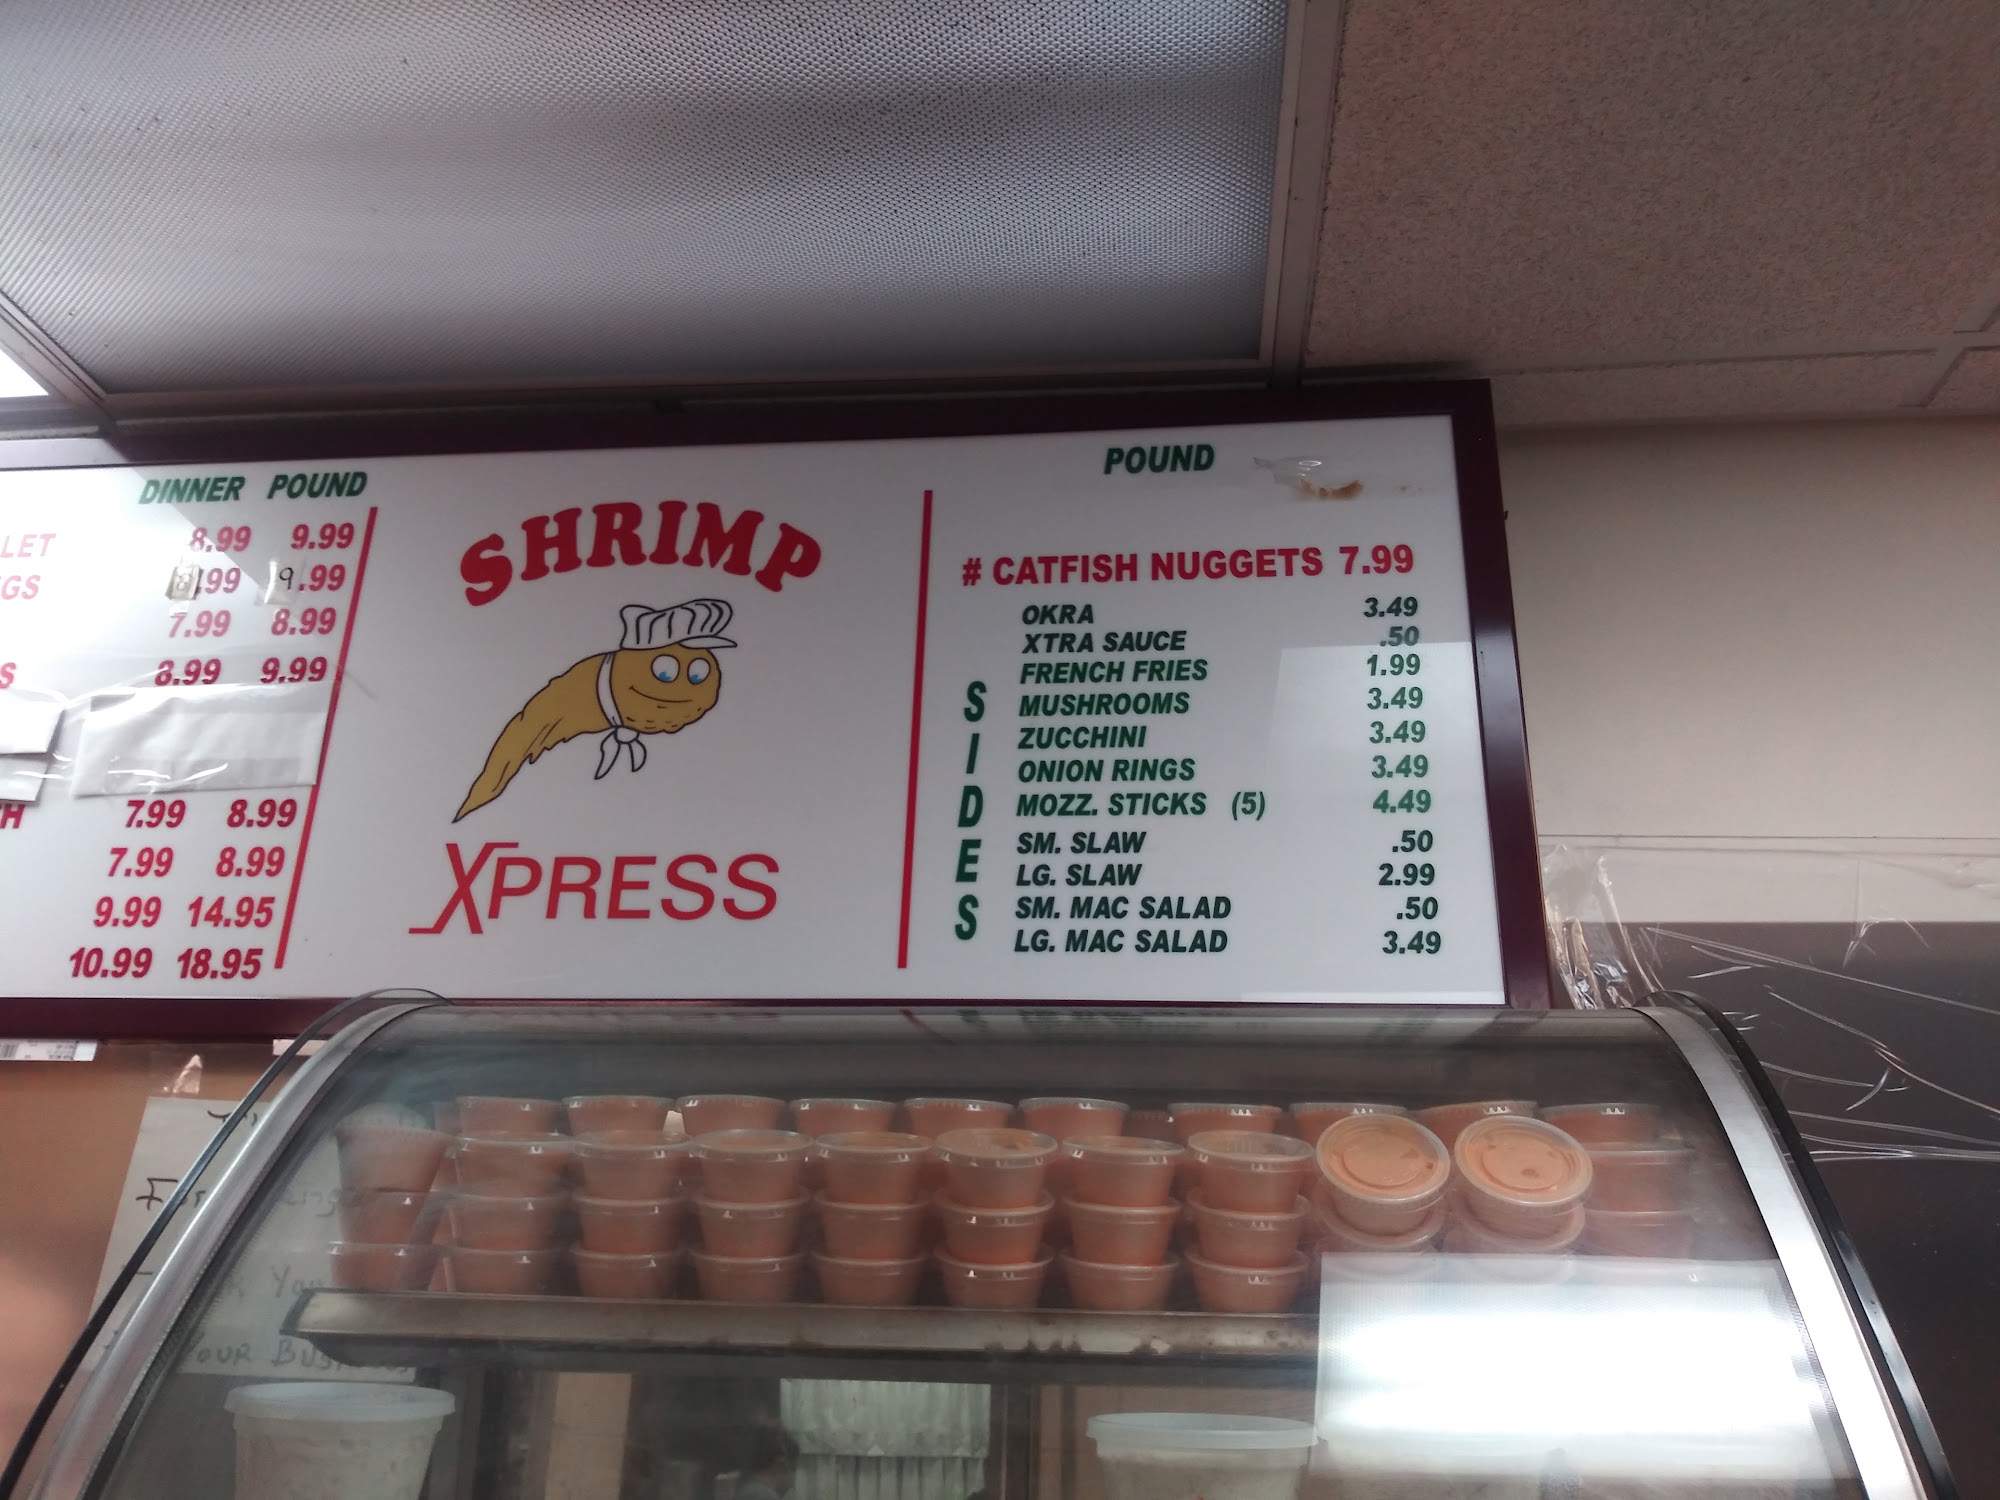 DINNER POUND
LET 8.99 9.99
GS 8.99 9.99
7.99 8.99
S 8.99 9.99
H 7.99 8.99
7.99 8.99
9.99 14.95
10.99 18.95
SHRIMP
XPRESS
POUND
# CATFISH NUGGETS 7.99
SIDES
OKRA 3.49
XTRA SAUCE .50
FRENCH FRIES 1.99
MUSHROOMS 3.49
ZUCCHINI 3.49
ONION RINGS 3.49
MOZZ. STICKS (5) 4.49
SM. SLAW .50
LG. SLAW 2.99
SM. MAC SALAD .50
LG. MAC SALAD 3.49